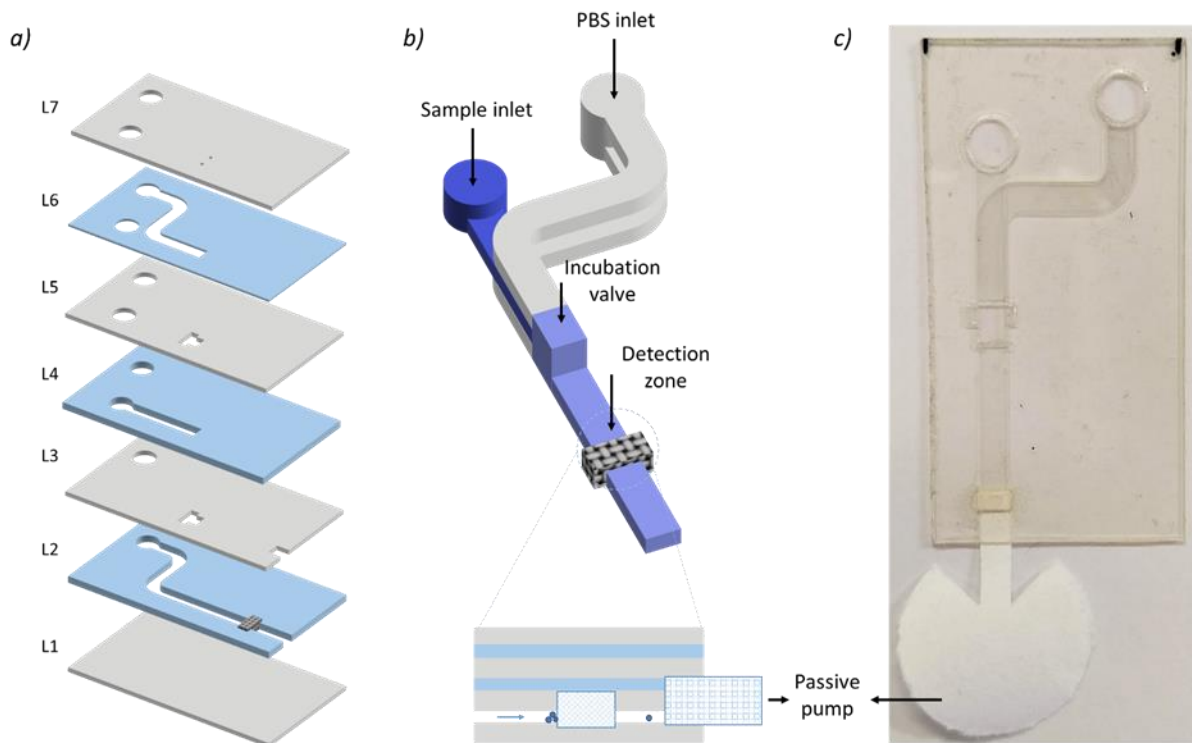 a)
L7
L6
L5
L4
L3
L2
L1
b)
PBS inlet
Sample inlet
Incubation
valve
Detection
zone
Passive
pump
c)